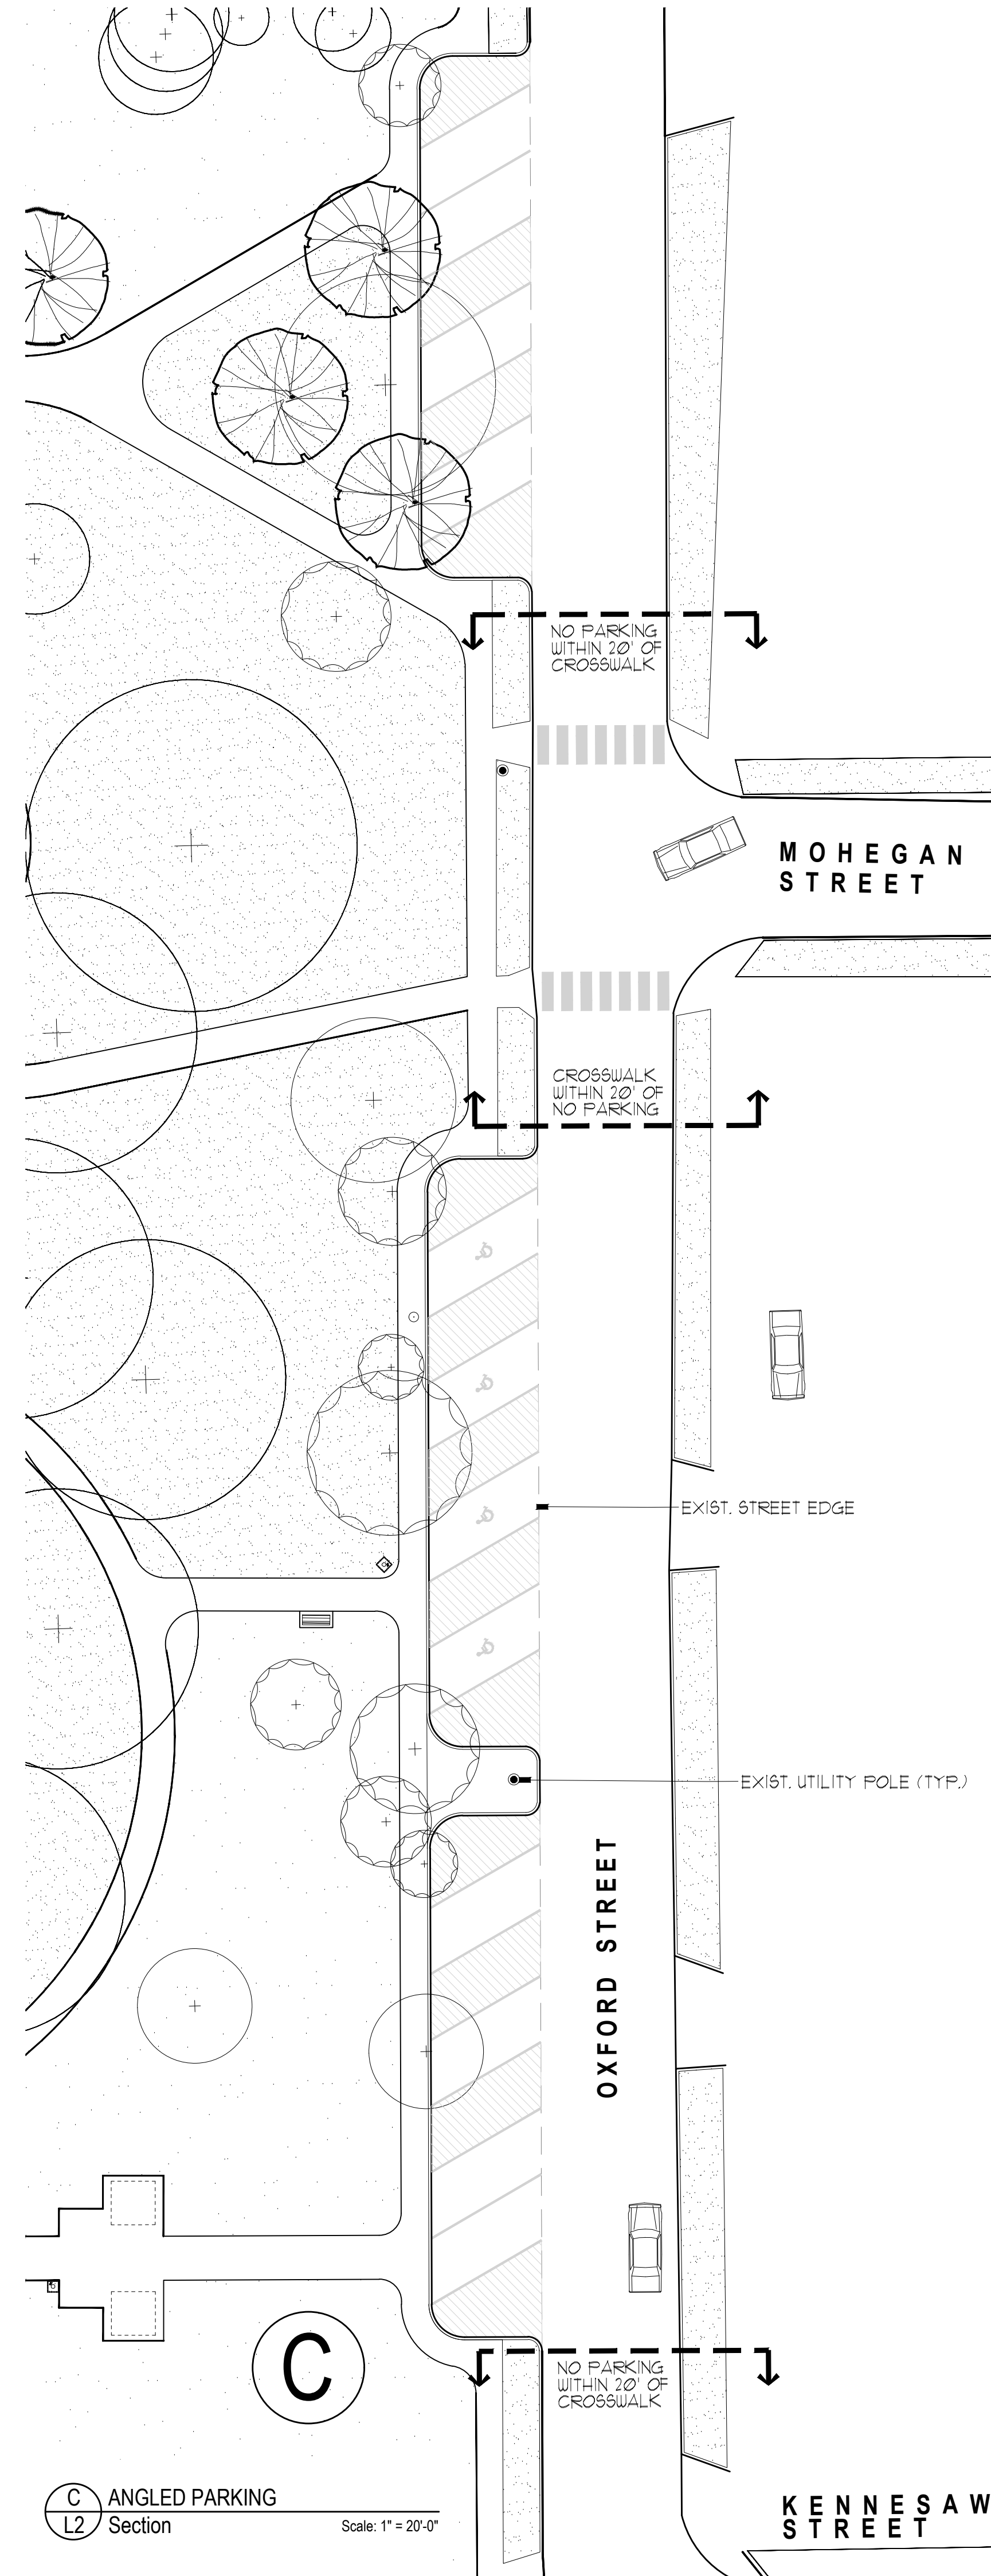 NO PARKING
WITHIN 20' OF
CROSSWALK
MOHEGAN
STREET
CROSSWALK
WITHIN 20' OF
NO PARKING
EXIST. STREET EDGE
EXIST. UTILITY POLE (TYP.)
OXFORD STREET
C
NO PARKING
WITHIN 20' OF
CROSSWALK
C
L2
ANGLED PARKING
Section
Scale: 1" = 20'-0"
KENNESAW
STREET